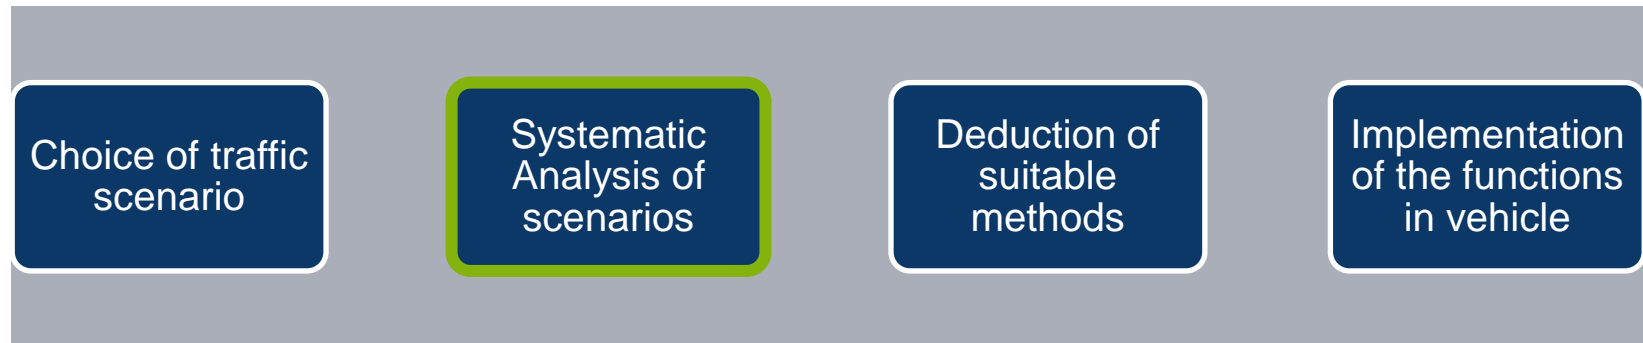 Choice of traffic
scenario
Systematic
Analysis of
scenarios
Deduction of
suitable
methods
Implementation
of the functions
in vehicle